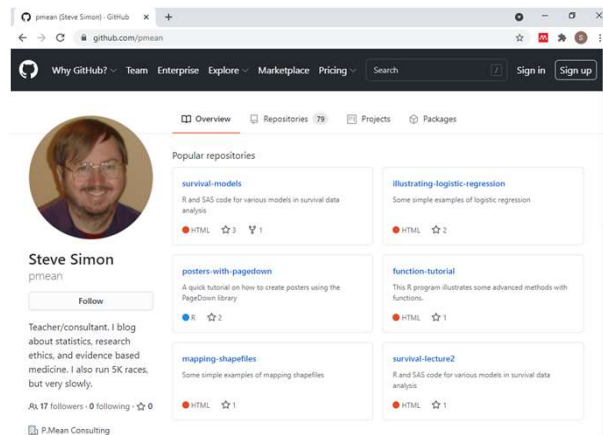 pmean (Steve Simon) · GitHub
github.com/pmean
S
Why GitHub? Team Enterprise Explore Marketplace Pricing Search / Sign in Sign up
Overview Repositories 79 Projects Packages
Popular repositories
survival-models
R and SAS code for various models in survival data
analysis
HTML 3 1
illustrating-logistic-regression
Some simple examples of logistic regression
HTML 2
posters-with-pagedown
A quick tutorial on how to create posters using the
PageDown library
R 2
function-tutorial
This R program illustrates some advanced methods with
functions.
HTML 1
mapping-shapefiles
Some simple examples of mapping shapefiles
HTML 1
survival-lecture2
R and SAS code for various models in survival data
analysis
HTML 1
Steve Simon
pmean
Follow
Teacher/consultant. I blog
about statistics, research
ethics, and evidence based
medicine. I also run 5K races,
but very slowly.
17 followers · 0 following · 0
P.Mean Consulting